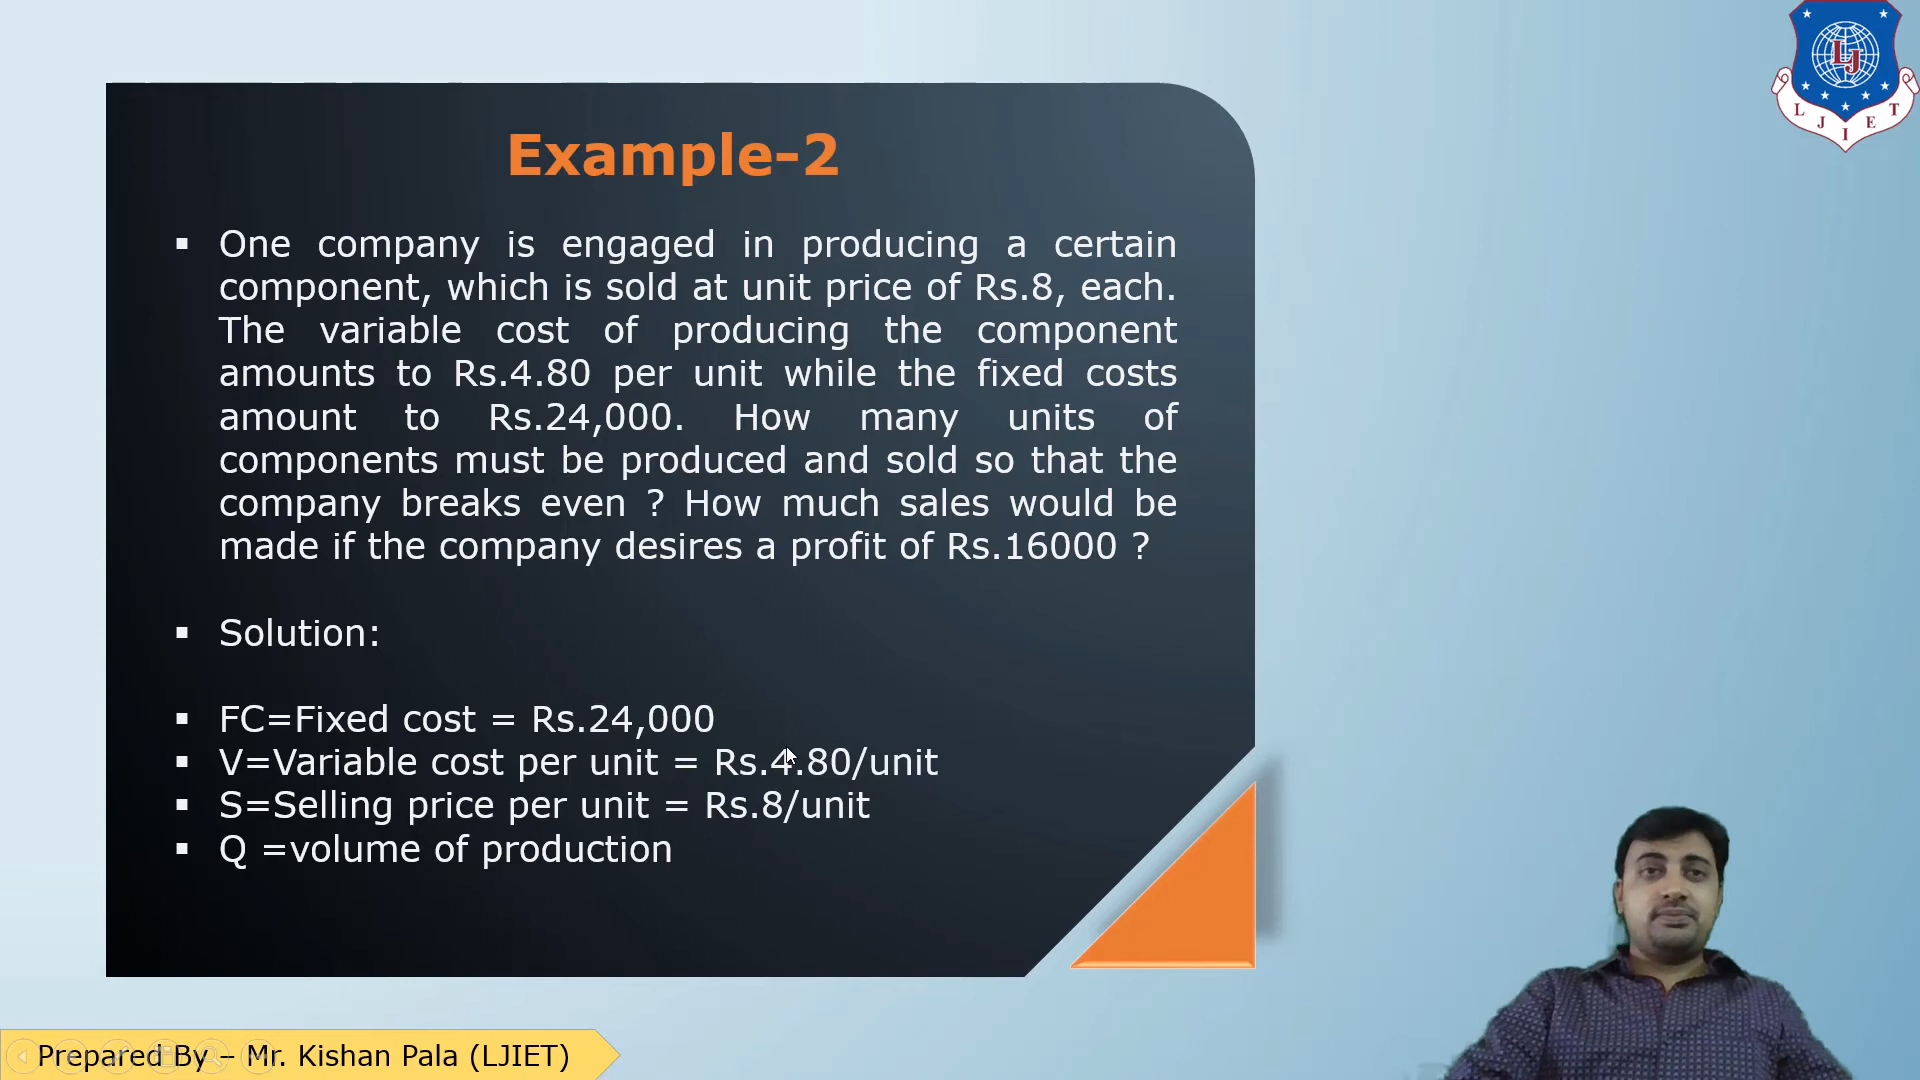 Example-2
▪ One company is engaged in producing a certain
component, which is sold at unit price of Rs.8, each.
The variable cost of producing the component
amounts to Rs.4.80 per unit while the fixed costs
amount to Rs.24,000. How many units of
components must be produced and sold so that the
company breaks even ? How much sales would be
made if the company desires a profit of Rs.16000 ?
▪ Solution:
▪ FC=Fixed cost = Rs.24,000
▪ V=Variable cost per unit = Rs.4.80/unit
▪ S=Selling price per unit = Rs.8/unit
▪ Q =volume of production
Prepared By – Mr. Kishan Pala (LJIET)
LJ
L J I E T